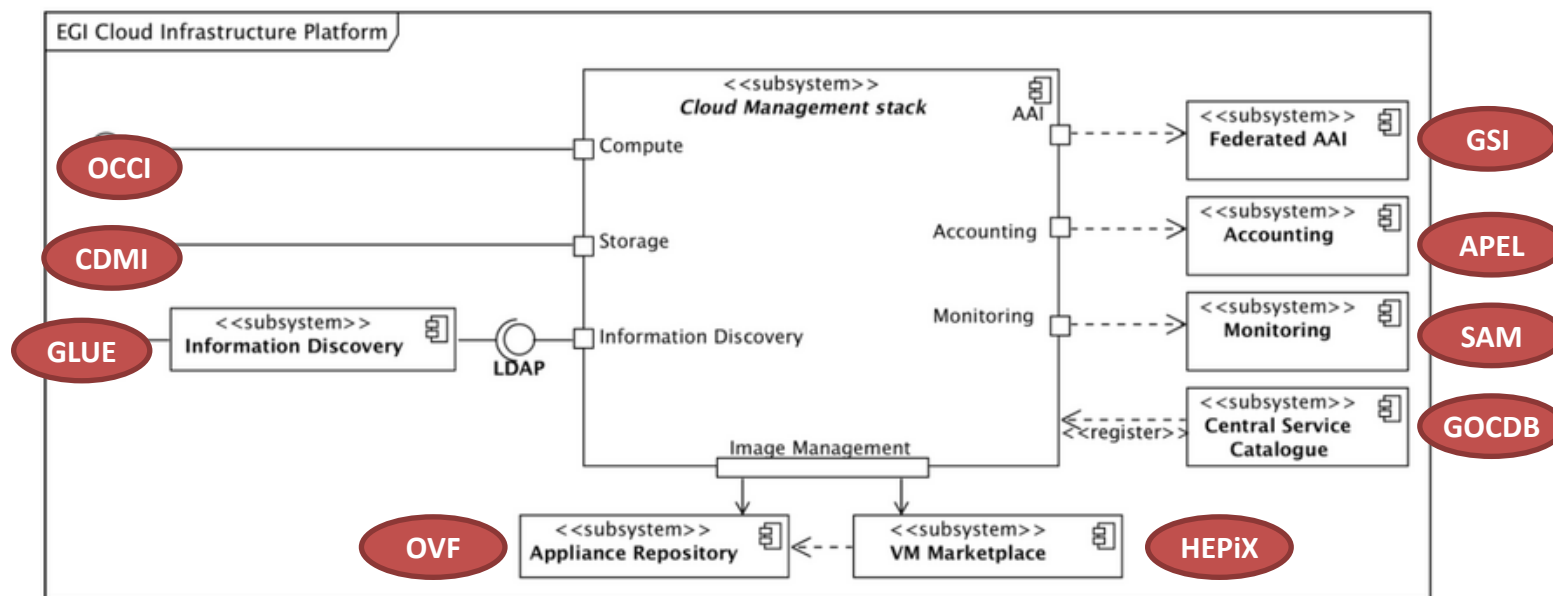 EGI Cloud Infrastructure Platform
<<subsystem>>
Cloud Management stack
AAI
<<subsystem>>
Federated AAI
GSI
OCCI
Compute
<<subsystem>>
Accounting
Accounting
APEL
CDMI
Storage
GLUE
<<subsystem>>
Information Discovery
LDAP
Information Discovery
Monitoring
<<subsystem>>
Monitoring
SAM
<<register>>
<<subsystem>>
Central Service
Catalogue
GOCDB
Image Management
OVF
<<subsystem>>
Appliance Repository
<<subsystem>>
VM Marketplace
HEPiX